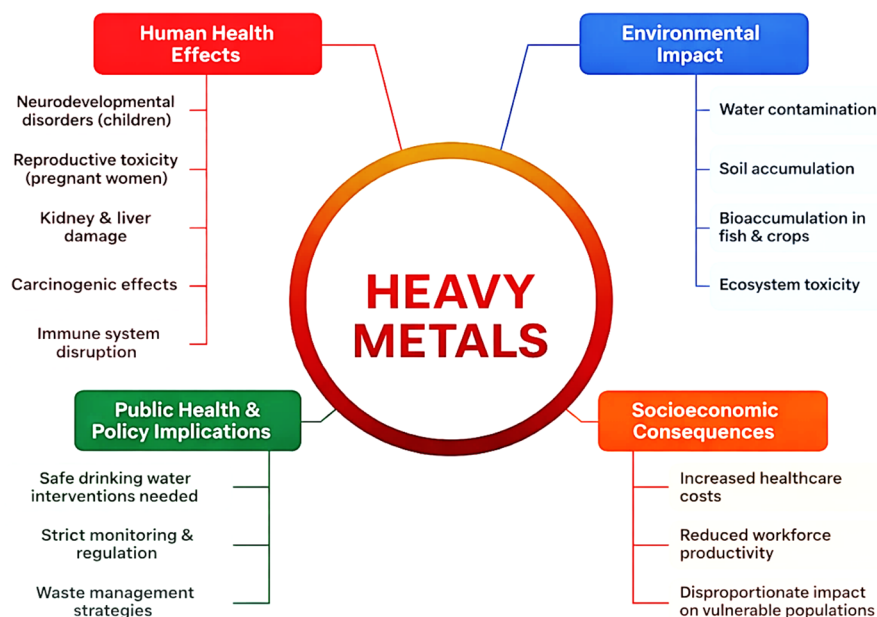 Human Health
Effects
Neurodevelopmental
disorders (children)
Reproductive toxicity
(pregnant women)
Kidney & liver
damage
Carcinogenic effects
Immune system
disruption
Environmental
Impact
Water contamination
Soil accumulation
Bioaccumulation in
fish & crops
Ecosystem toxicity
HEAVY
METALS
Public Health &
Policy Implications
Safe drinking water
interventions needed
Strict monitoring &
regulation
Waste management
strategies
Socioeconomic
Consequences
Increased healthcare
costs
Reduced workforce
productivity
Disproportionate impact
on vulnerable populations